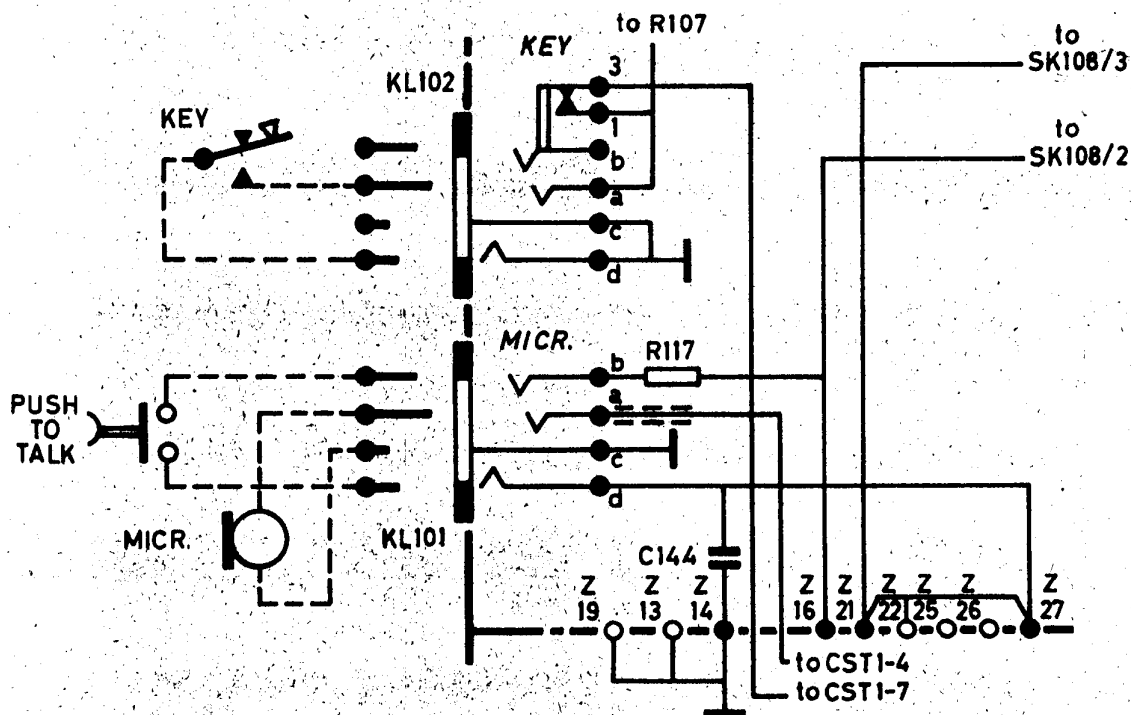 to R107
KEY
3
to
SK108/3
KL102
KEY
1
b
to
SK108/2
a
c
d
MICR.
b
R117
a
PUSH
TO
TALK
c
d
MICR.
KL101
C144
Z
19
Z
13
Z
14
Z
16
Z
21
Z
22
Z
25
Z
26
Z
27
to CST1-4
to CST1-7